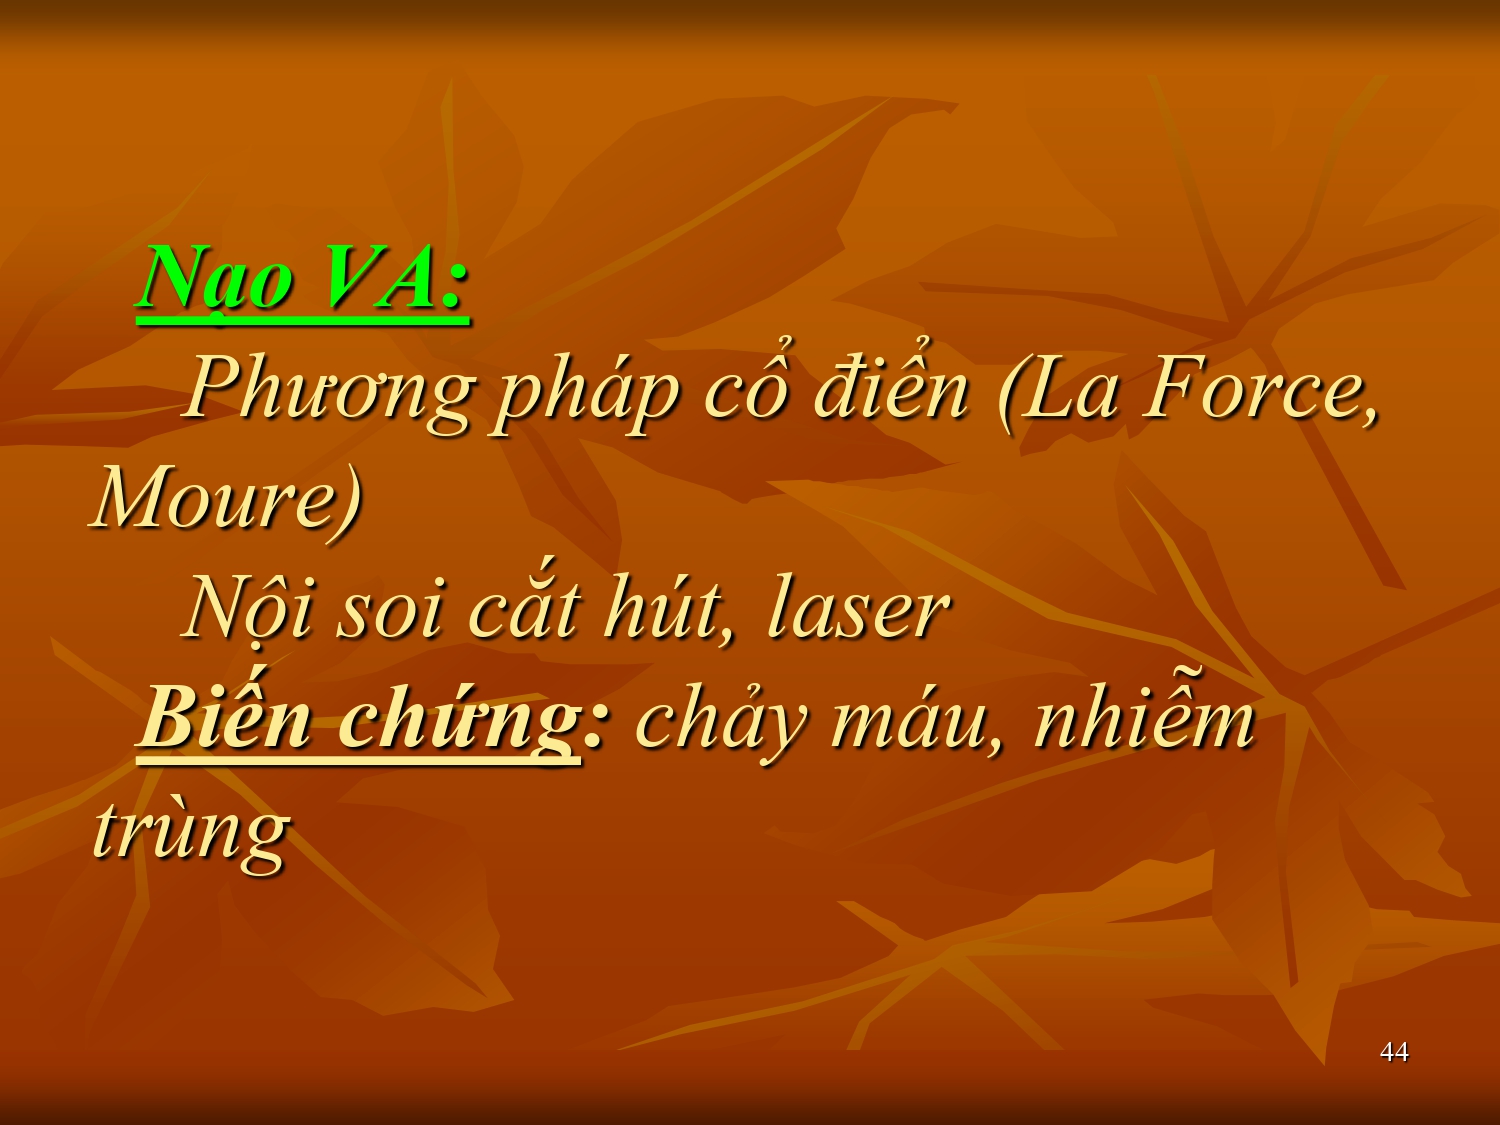 Nạo VA:
Phương pháp cổ điển (La Force,
Moure)
Nội soi cắt hút, laser
Biến chứng: chảy máu, nhiễm
trùng
44